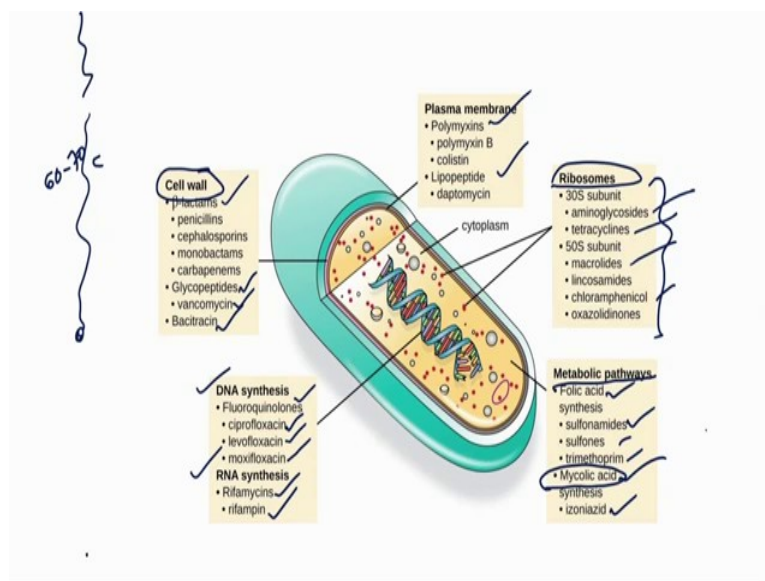 60-70 C
Cell wall
• β-lactams
• penicillins
• cephalosporins
• monobactams
• carbapenems
• Glycopeptides
• vancomycin
• Bacitracin
Plasma membrane
• Polymyxins
• polymyxin B
• colistin
• Lipopeptide
• daptomycin
cytoplasm
Ribosomes
• 30S subunit
• aminoglycosides
• tetracyclines
• 50S subunit
• macrolides
• lincosamides
• chloramphenicol
• oxazolidinones
DNA synthesis
• Fluoroquinolones
• ciprofloxacin
• levofloxacin
• moxifloxacin
RNA synthesis
• Rifamycins
• rifampin
Metabolic pathways
• Folic acid
synthesis
• sulfonamides
• sulfones
• trimethoprim
• Mycolic acid
synthesis
• izoniazid